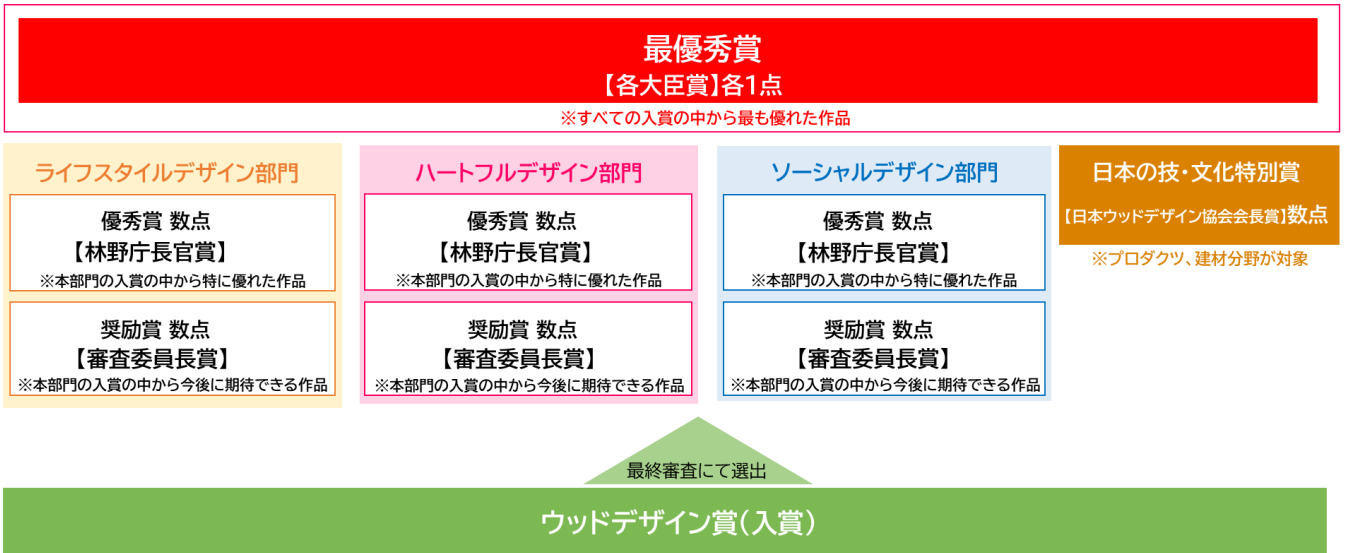 最優秀賞
【各大臣賞】各1点
※すべての入賞の中から最も優れた作品
ライフスタイルデザイン部門
優秀賞 数点
【林野庁長官賞】
※本部門の入賞の中から特に優れた作品
奨励賞 数点
【審査委員長賞】
※本部門の入賞の中から今後に期待できる作品
ハートフルデザイン部門
優秀賞 数点
【林野庁長官賞】
※本部門の入賞の中から特に優れた作品
奨励賞 数点
【審査委員長賞】
※本部門の入賞の中から今後に期待できる作品
ソーシャルデザイン部門
優秀賞 数点
【林野庁長官賞】
※本部門の入賞の中から特に優れた作品
奨励賞 数点
【審査委員長賞】
※本部門の入賞の中から今後に期待できる作品
日本の技・文化特別賞
【日本ウッドデザイン協会会長賞】数点
※プロダクツ、建材分野が対象
最終審査にて選出
ウッドデザイン賞(入賞)